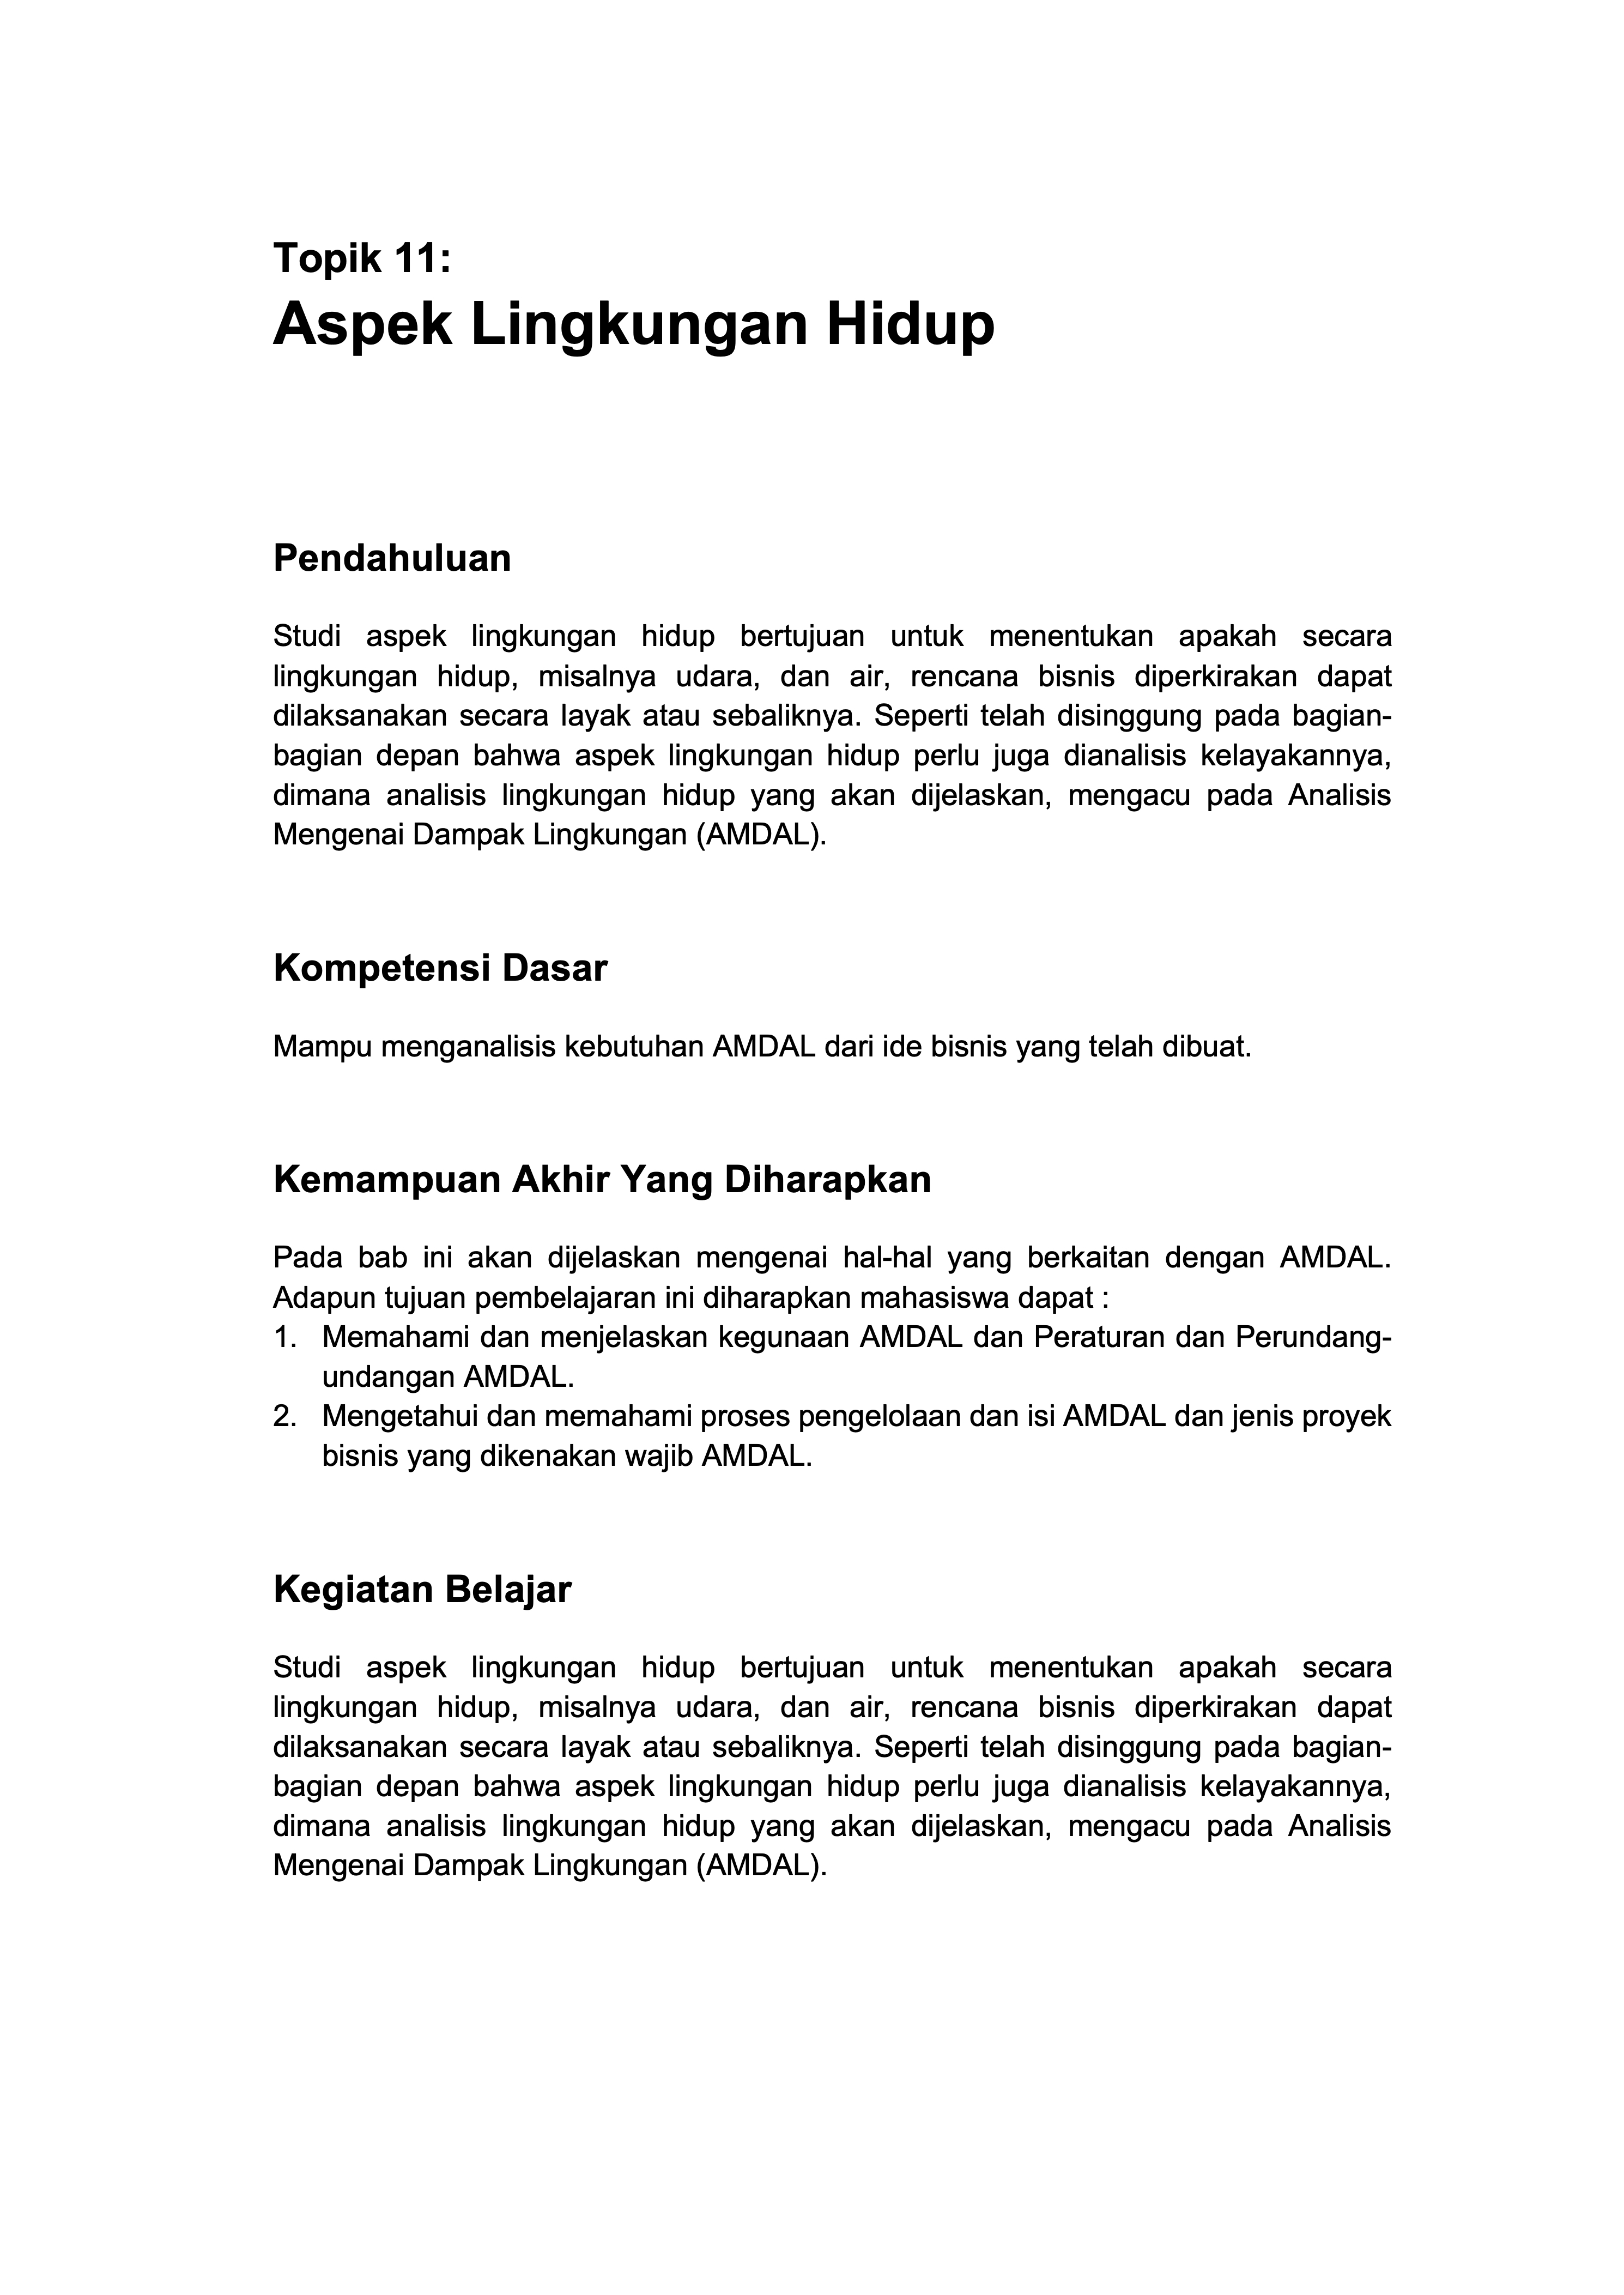 Topik 11:
Aspek Lingkungan Hidup
Pendahuluan
Studi aspek lingkungan hidup bertujuan untuk menentukan apakah secara
lingkungan hidup, misalnya udara, dan air, rencana bisnis diperkirakan dapat
dilaksanakan secara layak atau sebaliknya. Seperti telah disinggung pada bagian-
bagian depan bahwa aspek lingkungan hidup perlu juga dianalisis kelayakannya,
dimana analisis lingkungan hidup yang akan dijelaskan, mengacu pada Analisis
Mengenai Dampak Lingkungan (AMDAL).
Kompetensi Dasar
Mampu menganalisis kebutuhan AMDAL dari ide bisnis yang telah dibuat.
Kemampuan Akhir Yang Diharapkan
Pada bab ini akan dijelaskan mengenai hal-hal yang berkaitan dengan AMDAL.
Adapun tujuan pembelajaran ini diharapkan mahasiswa dapat :
1. Memahami dan menjelaskan kegunaan AMDAL dan Peraturan dan Perundang-
undangan AMDAL.
2. Mengetahui dan memahami proses pengelolaan dan isi AMDAL dan jenis proyek
bisnis yang dikenakan wajib AMDAL.
Kegiatan Belajar
Studi aspek lingkungan hidup bertujuan untuk menentukan apakah secara
lingkungan hidup, misalnya udara, dan air, rencana bisnis diperkirakan dapat
dilaksanakan secara layak atau sebaliknya. Seperti telah disinggung pada bagian-
bagian depan bahwa aspek lingkungan hidup perlu juga dianalisis kelayakannya,
dimana analisis lingkungan hidup yang akan dijelaskan, mengacu pada Analisis
Mengenai Dampak Lingkungan (AMDAL).